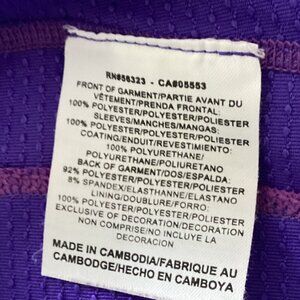 RN#56323 - CA#05553
FRONT OF GARMENT/PARTIE AVANT DU
VÊTEMENT/PRENDA FRONTAL:
100% POLYESTER/POLYESTER/POLIESTER
SLEEVES/MANCHES/MANGAS:
100% POLYESTER/POLYESTER/POLIESTER
COATING/ENDUIT/REVESTIMIENTO:
100% POLYURETHANE/
POLYURETHANE/POLIURETANO
BACK OF GARMENT/DOS/ESPALDA:
92% POLYESTER/POLYESTER/POLIESTER
8% SPANDEX/ELASTHANNE/ELASTANO
LINING/DOUBLURE/FORRO:
100% POLYESTER/POLYESTER/POLIESTER
EXCLUSIVE OF DECORATION/DECORATION
NON COMPRISE/NO INCLUYE LA
DECORACION
MADE IN CAMBODIA/FABRIQUE AU
CAMBODGE/HECHO EN CAMBOYA